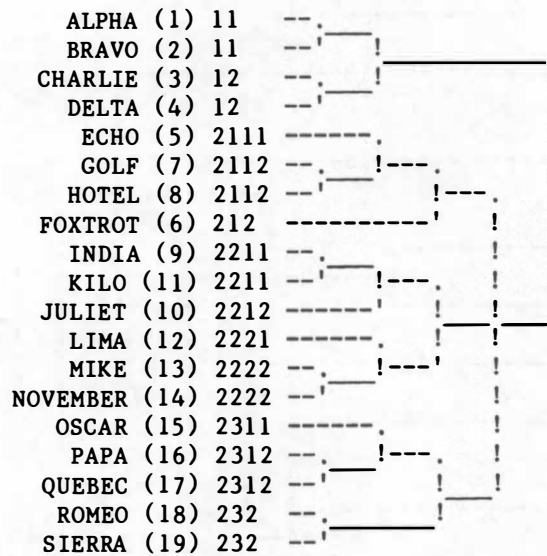 ALPHA (1) 11
BRAVO (2) 11
CHARLIE (3) 12
DELTA (4) 12
ECHO (5) 2111
GOLF (7) 2112
HOTEL (8) 2112
FOXTROT (6) 212
INDIA (9) 2211
KILO (11) 2211
JULIET (10) 2212
LIMA (12) 2221
MIKE (13) 2222
NOVEMBER (14) 2222
OSCAR (15) 2311
PAPA (16) 2312
QUEBEC (17) 2312
ROMEO (18) 232
SIERRA (19) 232